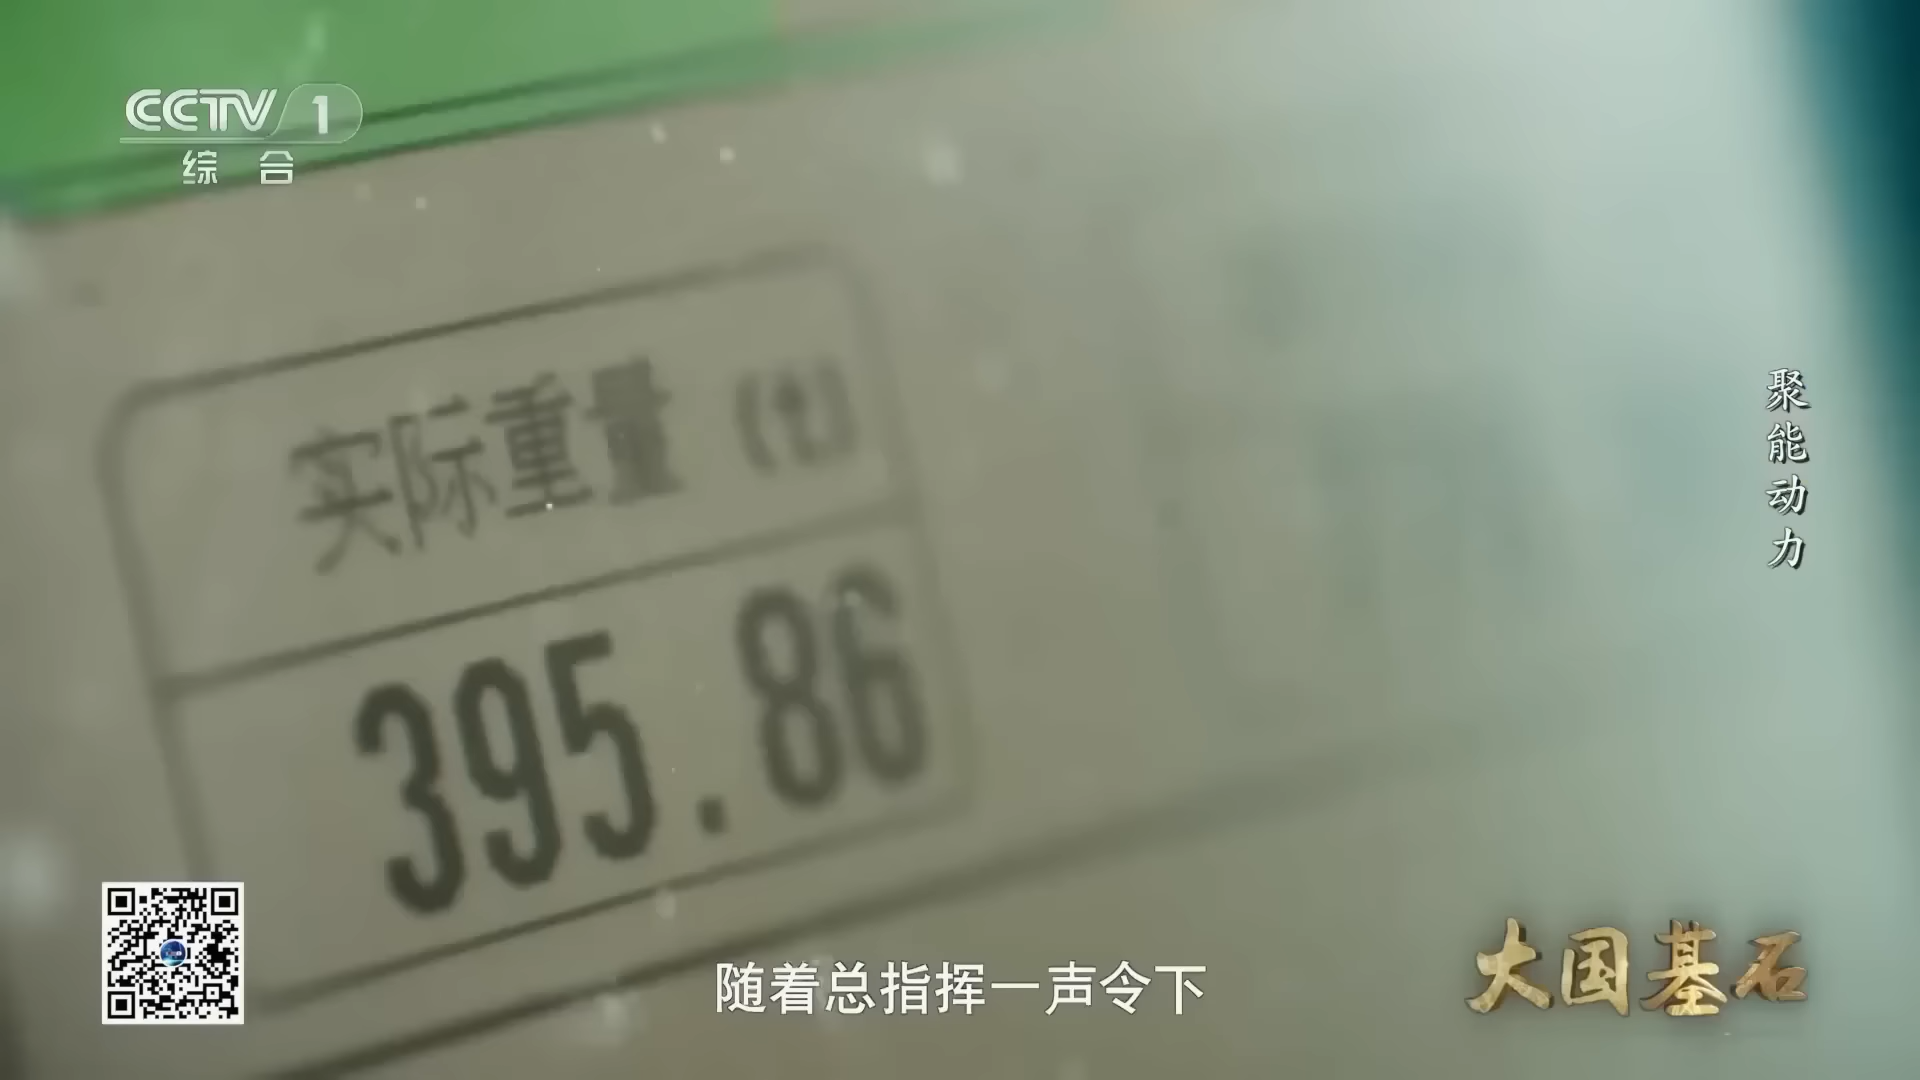 CCTV 1
综合
实际重量 (t)
395.86
聚能动力
随着总指挥一声令下
大国基石